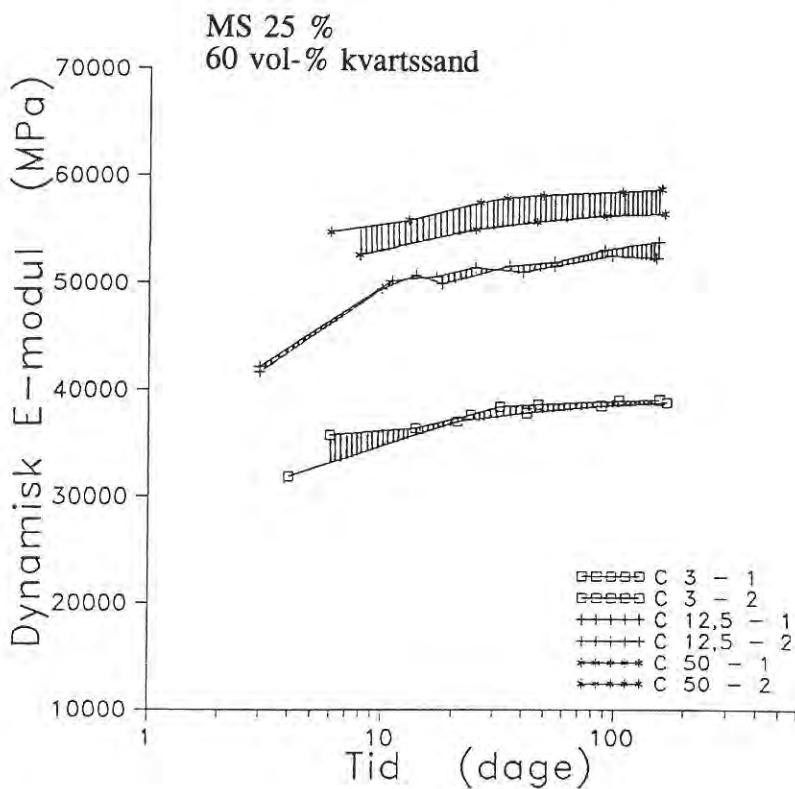 MS 25 %
60 vol-% kvartssand
Dynamisk E-modul (MPa)
70000
60000
50000
40000
30000
20000
10000
C 3 - 1
C 3 - 2
C 12,5 - 1
C 12,5 - 2
C 50 - 1
C 50 - 2
1
10
100
Tid (dage)